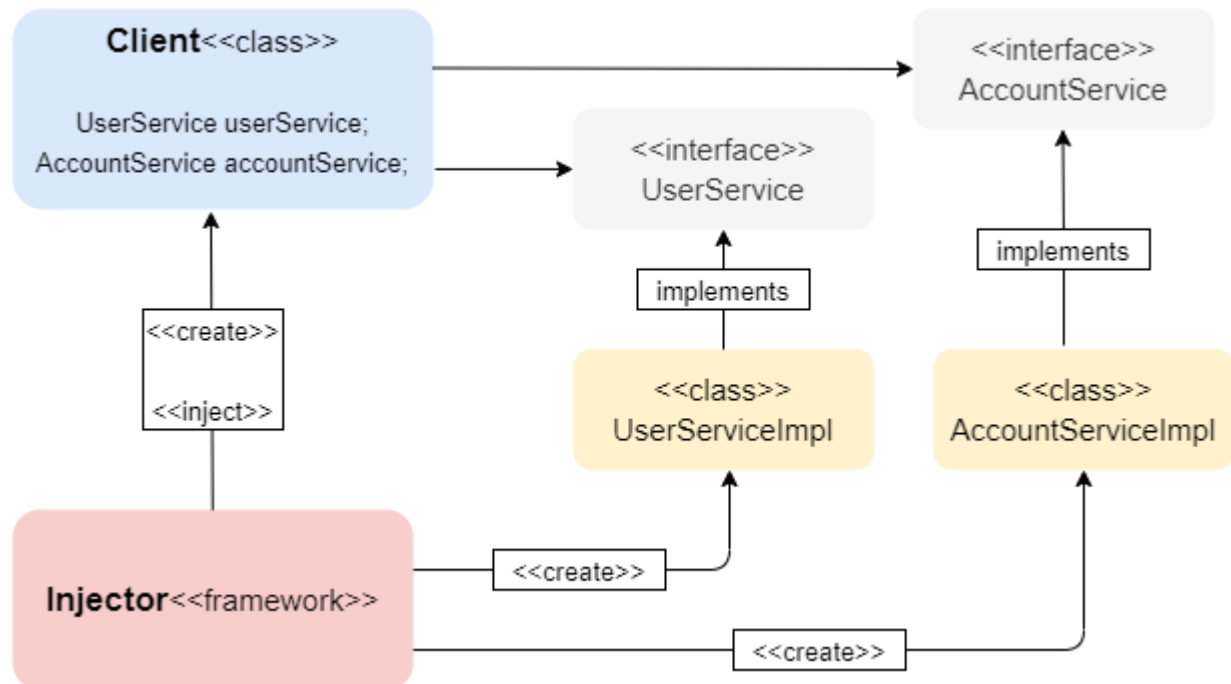 Client<<class>>
UserService userService;
AccountService accountService;
<<interface>>
AccountService
<<interface>>
UserService
implements
implements
<<create>>
<<inject>>
<<class>>
UserServiceImpl
<<class>>
AccountServiceImpl
Injector<<framework>>
<<create>>
<<create>>